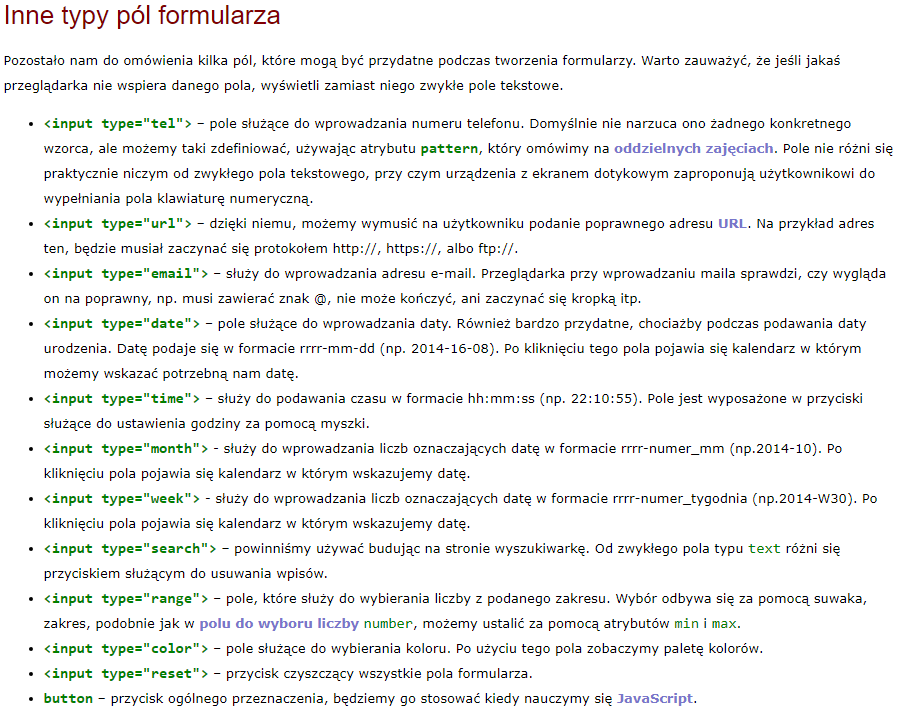 Inne typy pól formularza
Pozostało nam do omówienia kilka pól, które mogą być przydatne podczas tworzenia formularzy. Warto zauważyć, że jeśli jakaś
przeglądarka nie wspiera danego pola, wyświetli zamiast niego zwykłe pole tekstowe.
• <input type="tel"> – pole służące do wprowadzania numeru telefonu. Domyślnie nie narzuca ono żadnego konkretnego
wzorca, ale możemy taki zdefiniować, używając atrybutu pattern, który omówimy na oddzielnych zajęciach. Pole nie różni się
praktycznie niczym od zwykłego pola tekstowego, przy czym urządzenia z ekranem dotykowym zaproponują użytkownikowi do
wypełniania pola klawiaturę numeryczną.
• <input type="url"> – dzięki niemu, możemy wymusić na użytkowniku podanie poprawnego adresu URL. Na przykład adres
ten, będzie musiał zaczynać się protokołem http://, https://, albo ftp://.
• <input type="email"> – służy do wprowadzania adresu e-mail. Przeglądarka przy wprowadzaniu maila sprawdzi, czy wygląda
on na poprawny, np. musi zawierać znak @, nie może kończyć, ani zaczynać się kropką itp.
• <input type="date"> – pole służące do wprowadzania daty. Również bardzo przydatne, chociażby podczas podawania daty
urodzenia. Datę podaje się w formacie rrrr-mm-dd (np. 2014-16-08). Po kliknięciu tego pola pojawia się kalendarz w którym
możemy wskazać potrzebną nam datę.
• <input type="time"> – służy do podawania czasu w formacie hh:mm:ss (np. 22:10:55). Pole jest wyposażone w przyciski
służące do ustawienia godziny za pomocą myszki.
• <input type="month"> - służy do wprowadzania liczb oznaczających datę w formacie rrrr-numer_mm (np.2014-10). Po
kliknięciu pola pojawia się kalendarz w którym wskazujemy datę.
• <input type="week"> - służy do wprowadzania liczb oznaczających datę w formacie rrrr-numer_tygodnia (np.2014-W30). Po
kliknięciu pola pojawia się kalendarz w którym wskazujemy datę.
• <input type="search"> – powinniśmy używać budując na stronie wyszukiwarkę. Od zwykłego pola typu text różni się
przyciskiem służącym do usuwania wpisów.
• <input type="range"> – pole, które służy do wybierania liczby z podanego zakresu. Wybór odbywa się za pomocą suwaka,
zakres, podobnie jak w polu do wyboru liczby number, możemy ustalić za pomocą atrybutów min i max.
• <input type="color"> – pole służące do wybierania koloru. Po użyciu tego pola zobaczymy paletę kolorów.
• <input type="reset"> – przycisk czyszczący wszystkie pola formularza.
• button – przycisk ogólnego przeznaczenia, będziemy go stosować kiedy nauczymy się JavaScript.